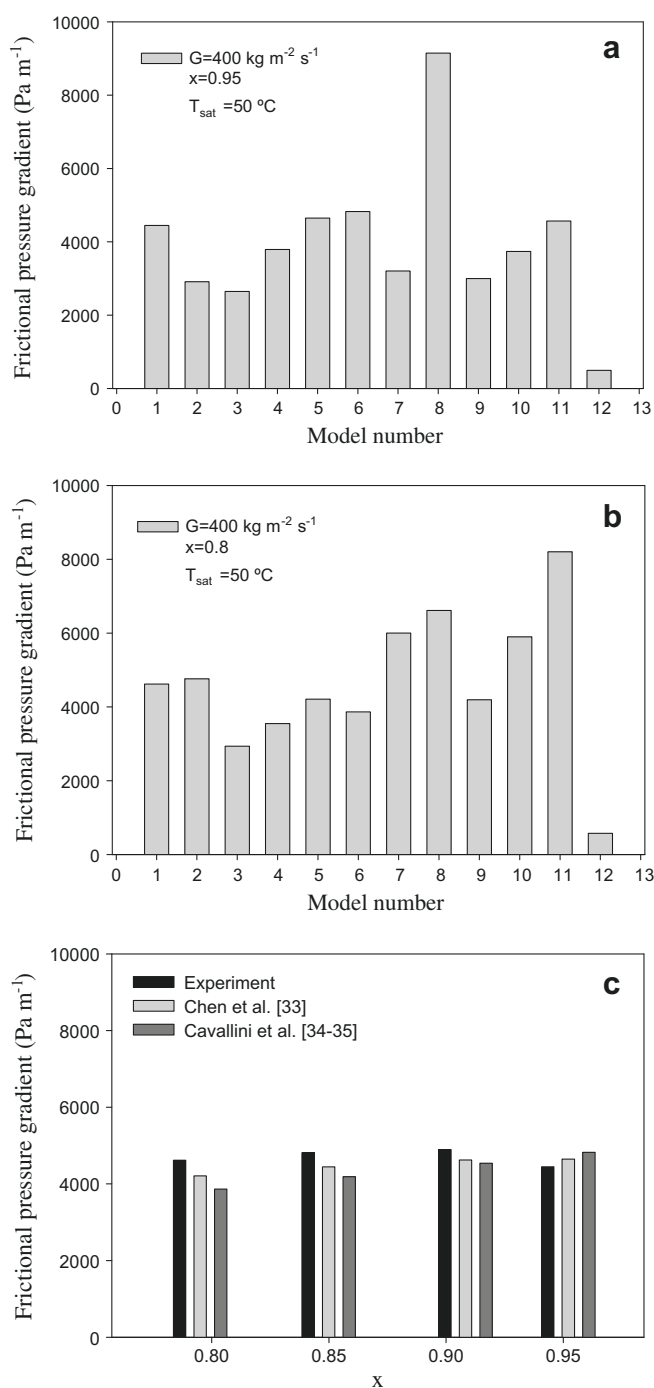 10000
8000
6000
4000
2000
0
Frictional pressure gradient (Pa m-1)
G=400 kg m-2 s-1
x=0.95
Tsat =50 ºC
a
0 1 2 3 4 5 6 7 8 9 10 11 12 13
Model number
10000
8000
6000
4000
2000
0
Frictional pressure gradient (Pa m-1)
G=400 kg m-2 s-1
x=0.8
Tsat =50 ºC
b
0 1 2 3 4 5 6 7 8 9 10 11 12 13
Model number
10000
8000
6000
4000
2000
0
Frictional pressure gradient (Pa m-1)
Experiment
Chen et al. [33]
Cavallini et al. [34-35]
c
0.80 0.85 0.90 0.95
x